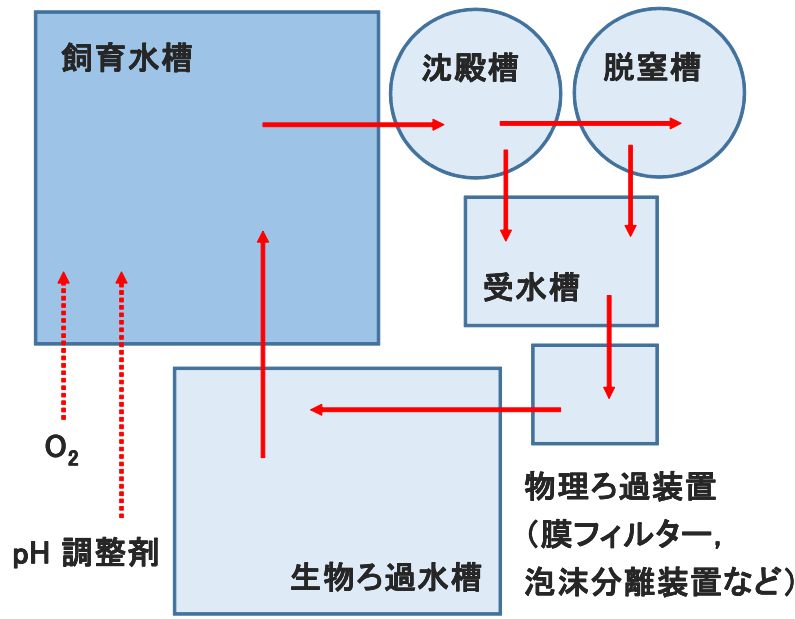 飼育水槽
沈殿槽
脱窒槽
受水槽
O2
pH 調整剤
生物ろ過水槽
物理ろ過装置
（膜フィルター，
泡沫分離装置など）